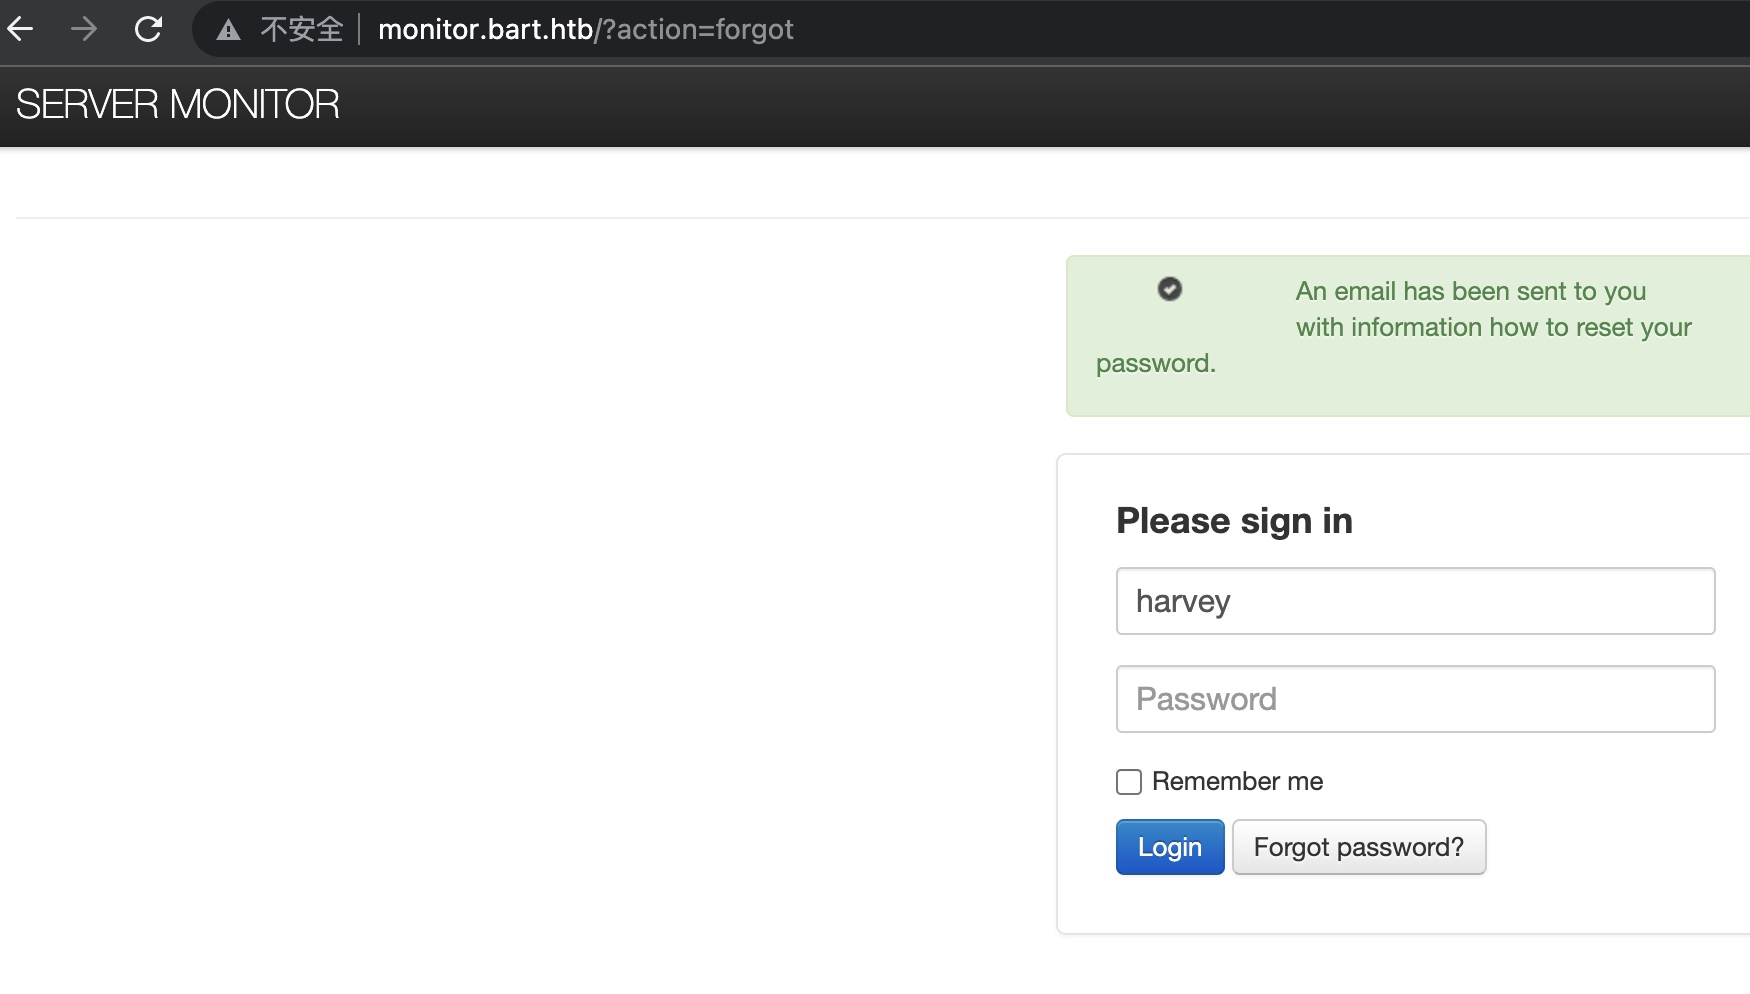 不安全 monitor.bart.htb/?action=forgot
SERVER MONITOR
An email has been sent to you
with information how to reset your
password.
Please sign in
harvey
Password
Remember me
Login Forgot password?